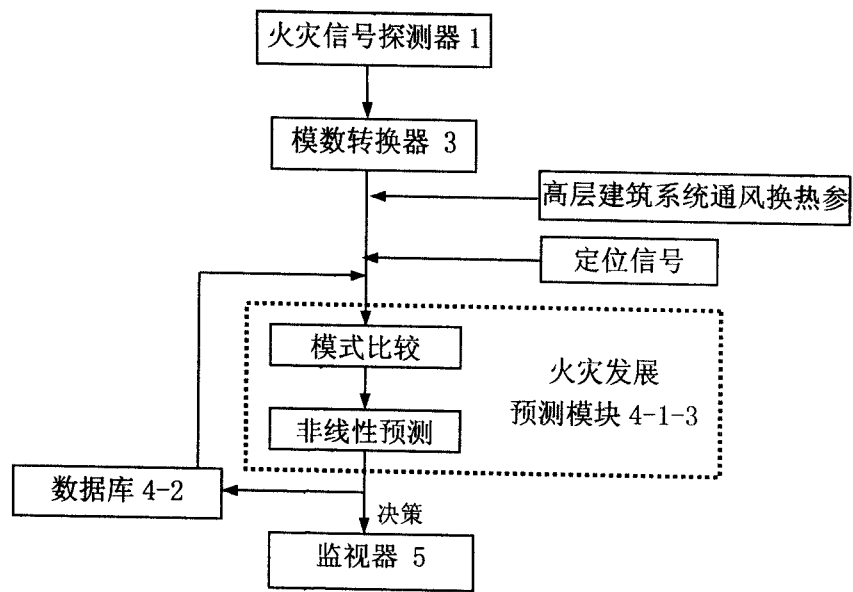 火灾信号探测器 1
模数转换器 3
高层建筑系统通风换热参
定位信号
模式比较
火灾发展
预测模块 4-1-3
非线性预测
数据库 4-2
决策
监视器 5